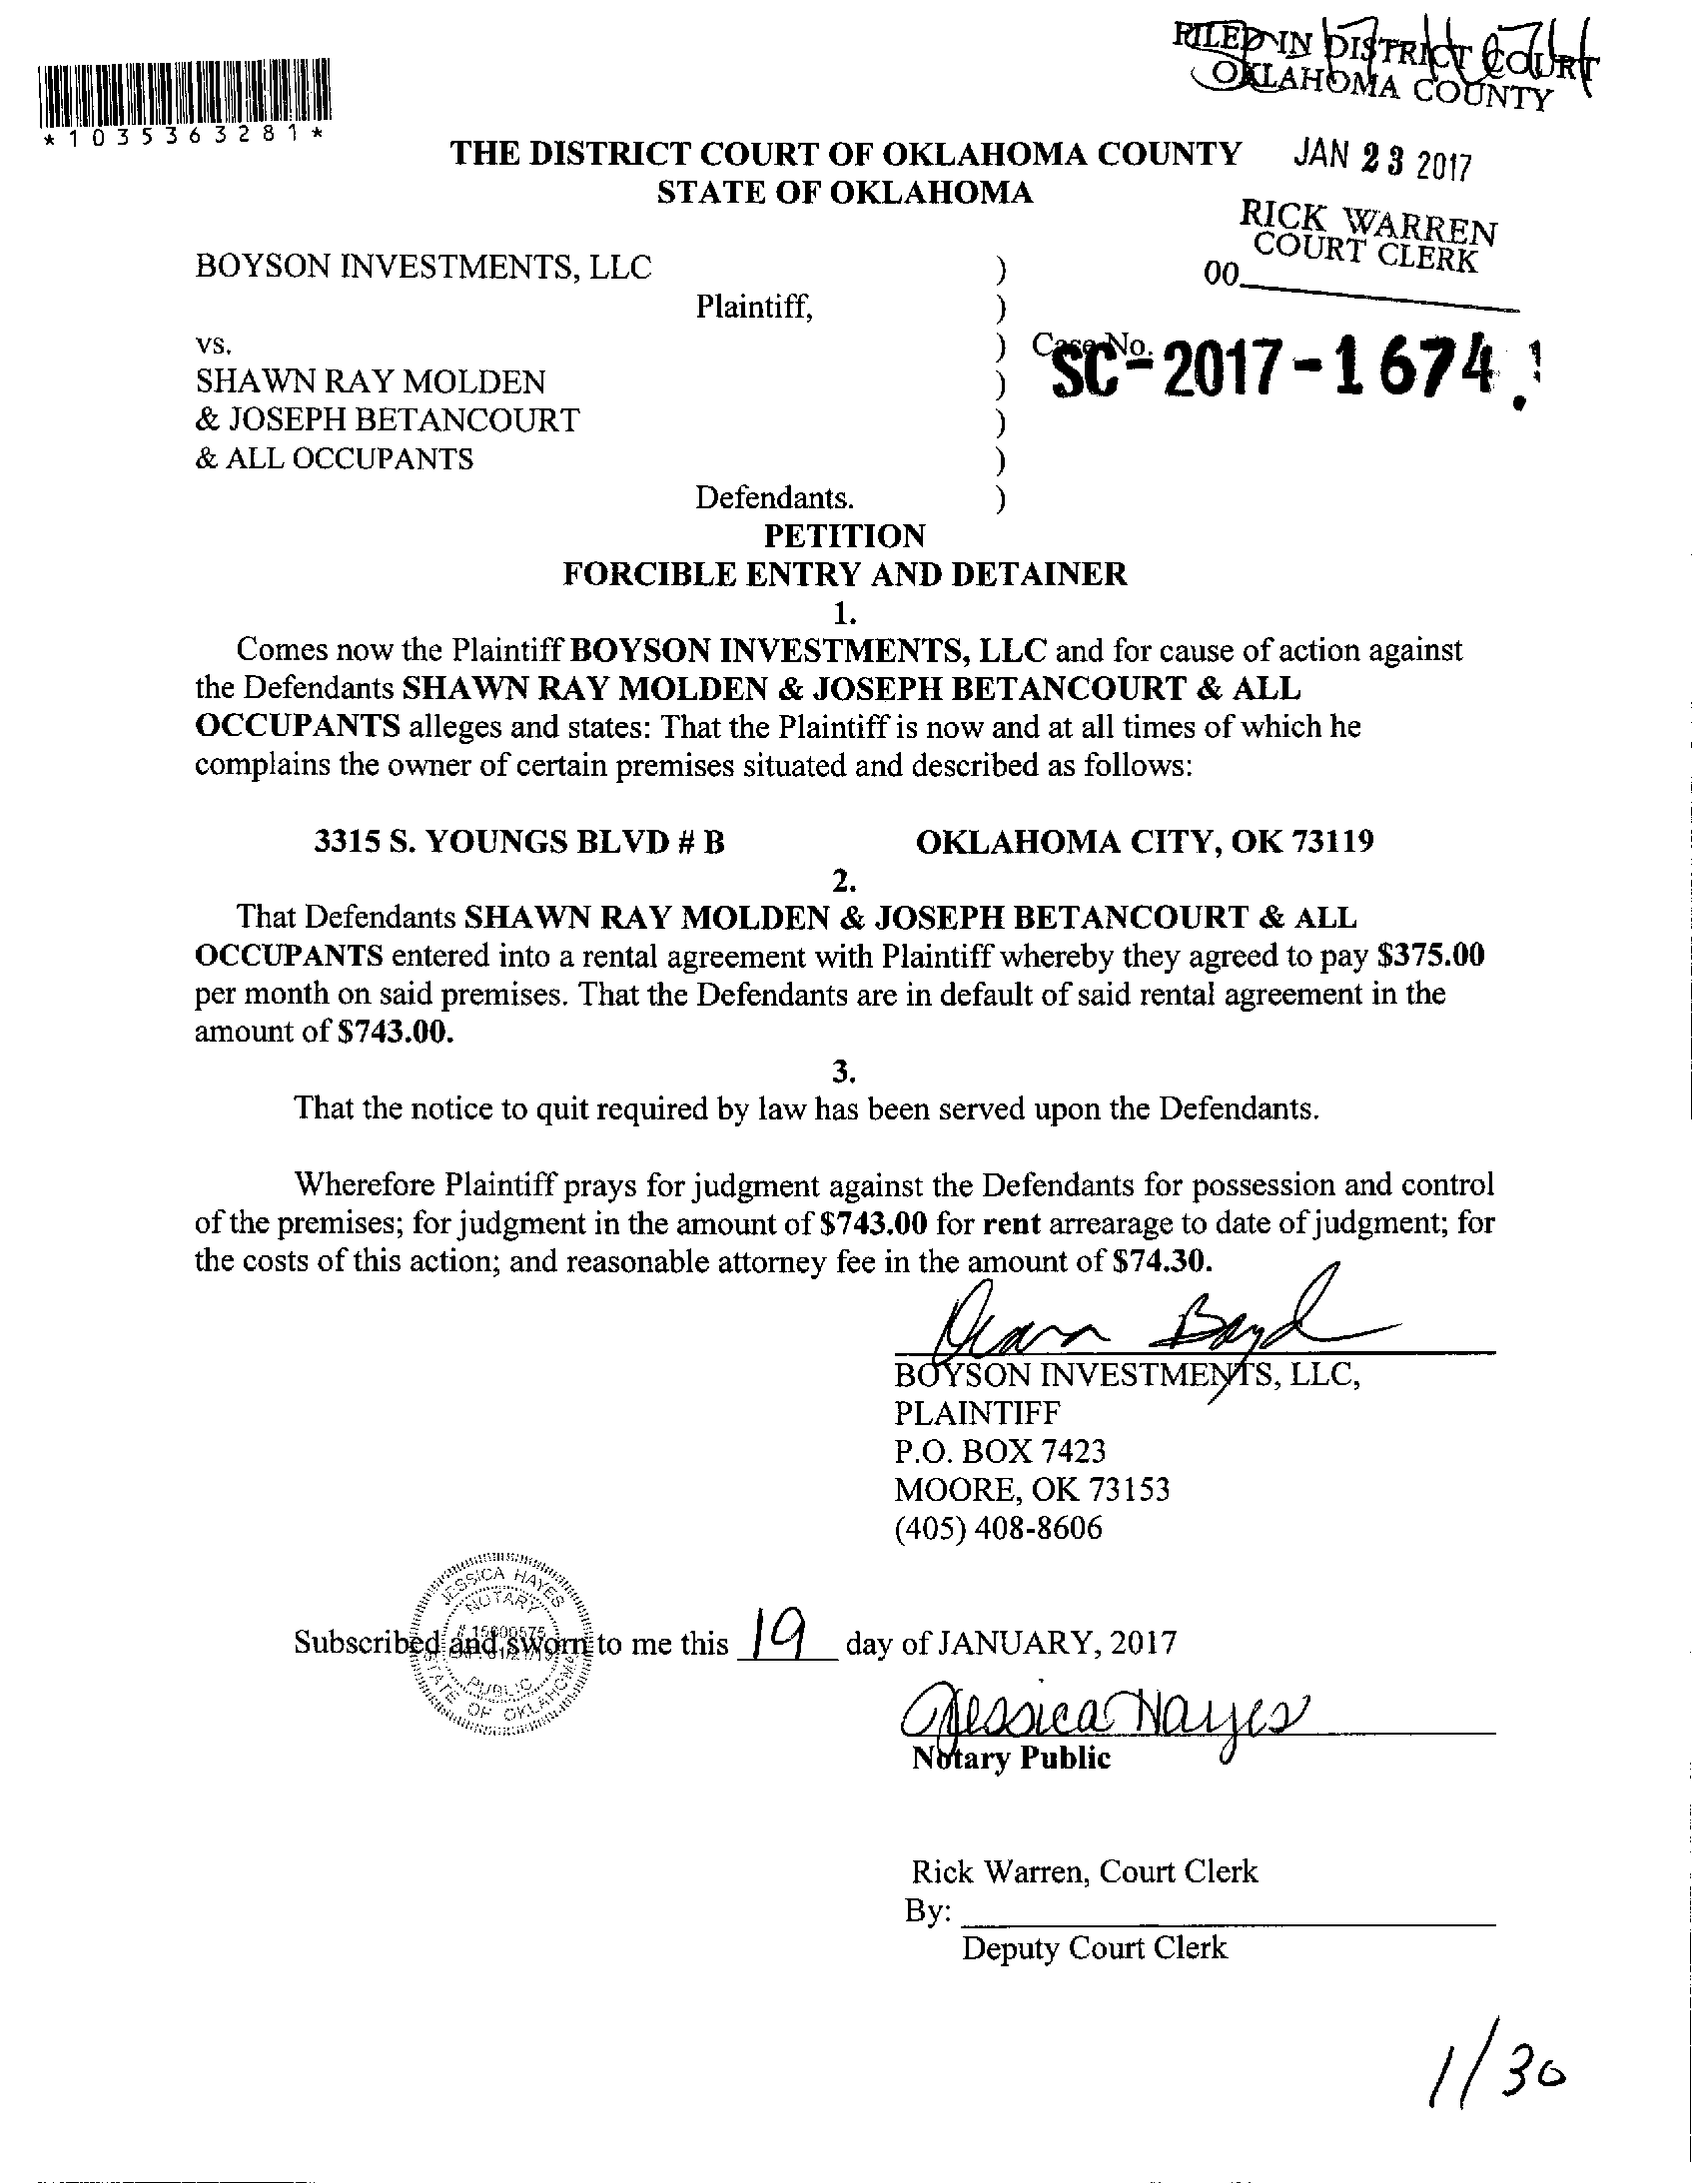 FILED IN DISTRICT COURT
OKLAHOMA COUNTY
*1035363281*
THE DISTRICT COURT OF OKLAHOMA COUNTY
JAN 23 2017
STATE OF OKLAHOMA
RICK WARREN
COURT CLERK
00
BOYSON INVESTMENTS, LLC )
Plaintiff, )
vs. ) Case No. SC-2017-1674
SHAWN RAY MOLDEN )
& JOSEPH BETANCOURT )
& ALL OCCUPANTS )
Defendants. )
PETITION
FORCIBLE ENTRY AND DETAINER
1.
Comes now the Plaintiff BOYSON INVESTMENTS, LLC and for cause of action against
the Defendants SHAWN RAY MOLDEN & JOSEPH BETANCOURT & ALL
OCCUPANTS alleges and states: That the Plaintiff is now and at all times of which he
complains the owner of certain premises situated and described as follows:
3315 S. YOUNGS BLVD # B OKLAHOMA CITY, OK 73119
2.
That Defendants SHAWN RAY MOLDEN & JOSEPH BETANCOURT & ALL
OCCUPANTS entered into a rental agreement with Plaintiff whereby they agreed to pay $375.00
per month on said premises. That the Defendants are in default of said rental agreement in the
amount of $743.00.
3.
That the notice to quit required by law has been served upon the Defendants.
Wherefore Plaintiff prays for judgment against the Defendants for possession and control
of the premises; for judgment in the amount of $743.00 for rent arrearage to date of judgment; for
the costs of this action; and reasonable attorney fee in the amount of $74.30.
Boyd
BOYSON INVESTMENTS, LLC,
PLAINTIFF
P.O. BOX 7423
MOORE, OK 73153
(405) 408-8606
JESSICA HAYES
NOTARY
# 15600575
PUBLIC
STATE OF OKLAHOMA
Subscribed and sworn to me this 19 day of JANUARY, 2017
Jessica Hayes
Notary Public
Rick Warren, Court Clerk
By:
Deputy Court Clerk
1/30